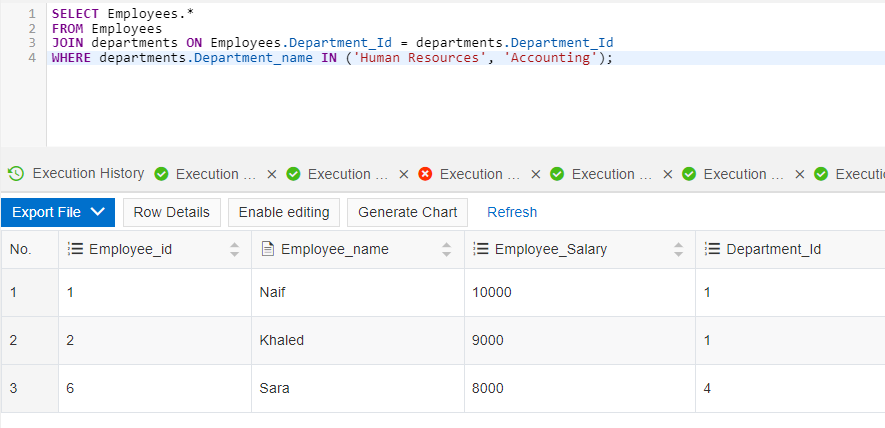 1 SELECT Employees.*
2 FROM Employees
3 JOIN departments ON Employees.Department_Id = departments.Department_Id
4 WHERE departments.Department_name IN ('Human Resources', 'Accounting');
Execution History Execution ... × Execution ... × Execution ... × Execution ... × Execution ... × Executi
Export File Row Details Enable editing Generate Chart Refresh
No. Employee_id Employee_name Employee_Salary Department_Id
1 1 Naif 10000 1
2 2 Khaled 9000 1
3 6 Sara 8000 4